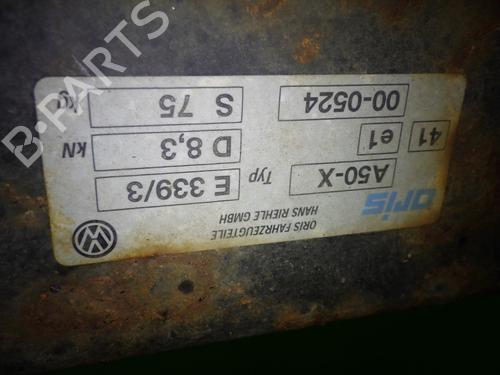 ORIS FAHRZEUGTEILE
HANS RIEHLE GMBH
oris
A50-X Typ E 339/3
41 e1 D 8,3 kN
00-0524 S 75 kg
B-PARTS